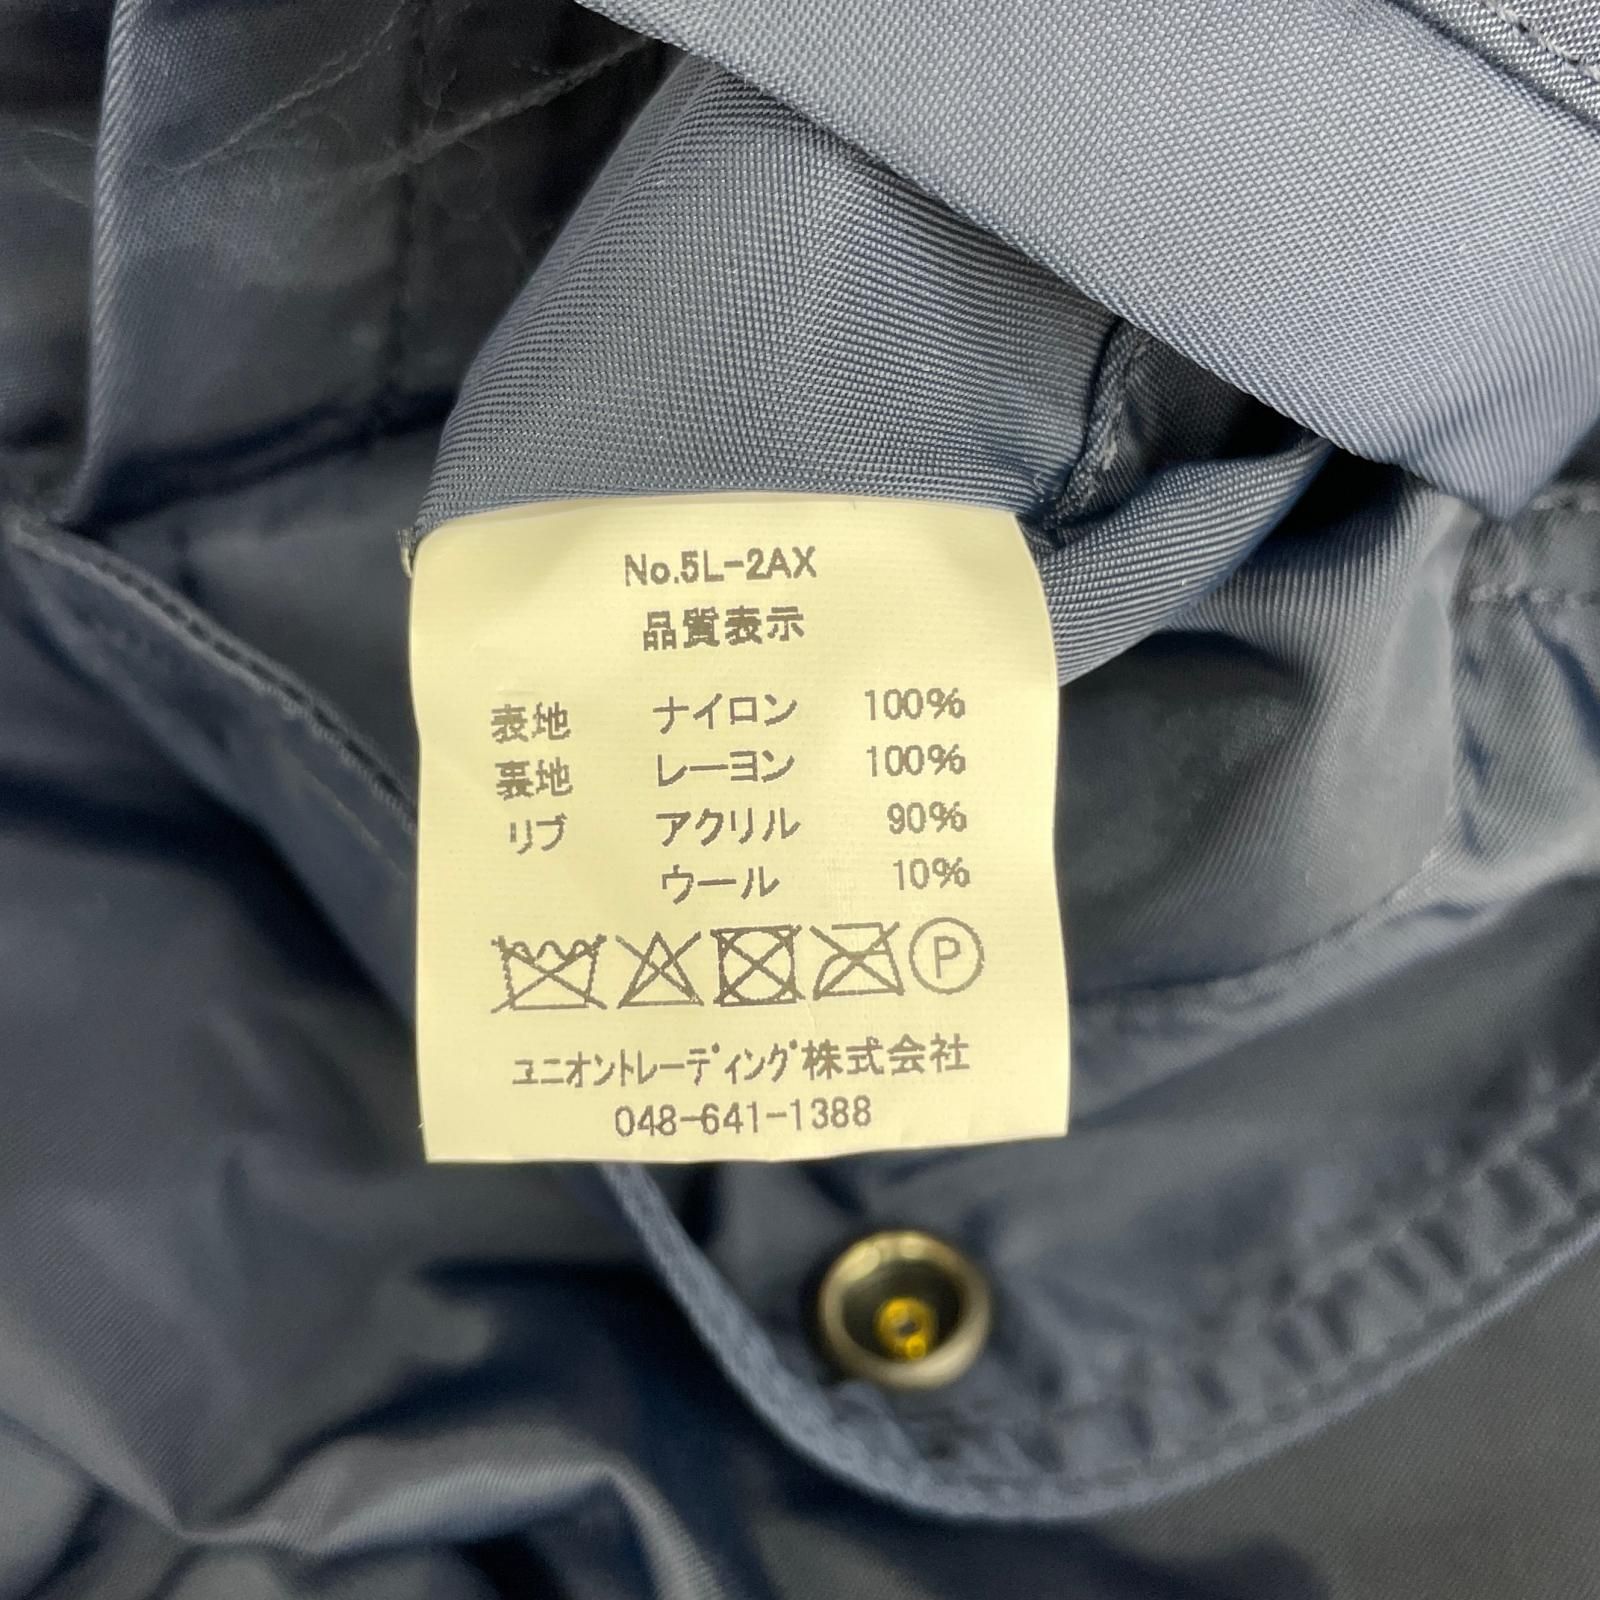 No.5L-2AX
品質表示
表地 ナイロン 100%
裏地 レーヨン 100%
リブ アクリル 90%
ウール 10%
P
ユニオントレーディング株式会社
048-641-1388